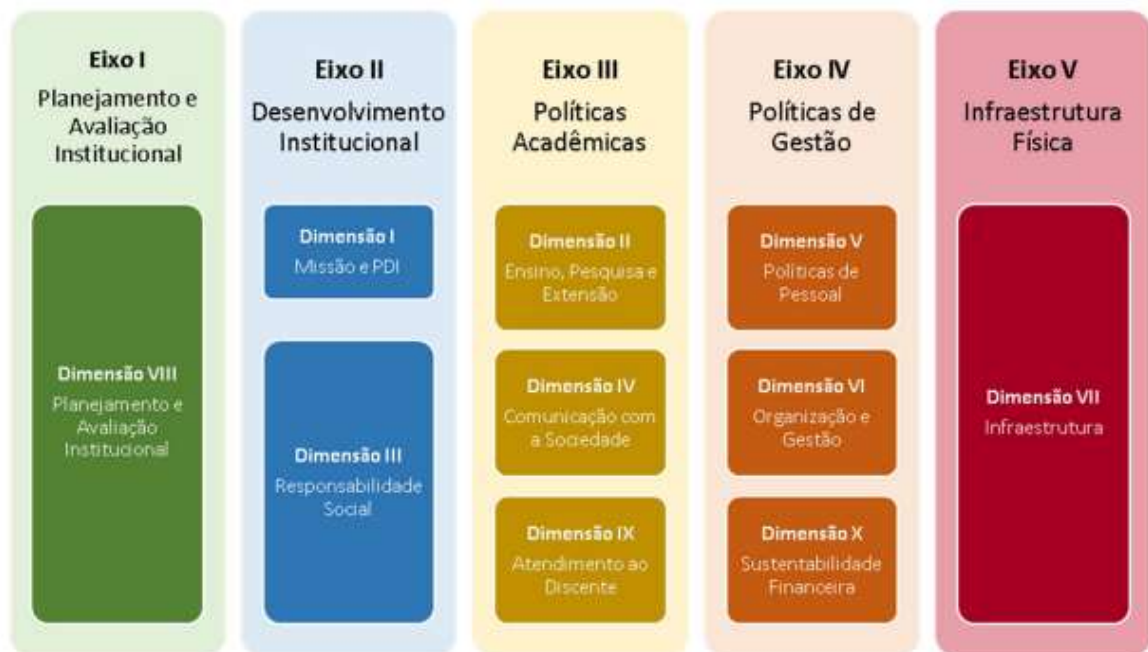 Eixo I
Planejamento e
Avaliação
Institucional
Dimensão VIII
Planejamento e
Avaliação
Institucional
Eixo II
Desenvolvimento
Institucional
Dimensão I
Missão e PDI
Dimensão III
Responsabilidade
Social
Eixo III
Políticas
Acadêmicas
Dimensão II
Ensino, Pesquisa e
Extensão
Dimensão IV
Comunicação com
a Sociedade
Dimensão IX
Atendimento ao
Discente
Eixo IV
Políticas de
Gestão
Dimensão V
Políticas de
Pessoal
Dimensão VI
Organização e
Gestão
Dimensão X
Sustentabilidade
Financeira
Eixo V
Infraestrutura
Física
Dimensão VII
Infraestrutura